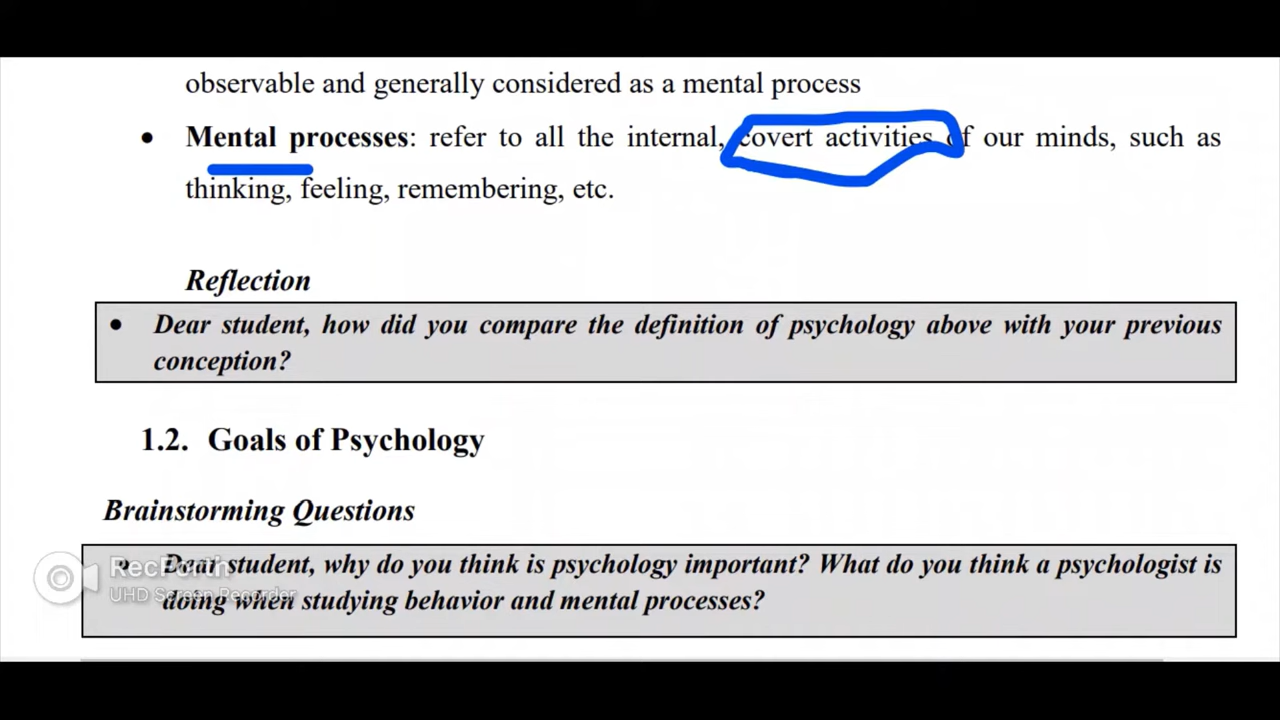 observable and generally considered as a mental process
• Mental processes: refer to all the internal, covert activities of our minds, such as
thinking, feeling, remembering, etc.
Reflection
• Dear student, how did you compare the definition of psychology above with your previous
conception?
1.2. Goals of Psychology
Brainstorming Questions
• Dear student, why do you think is psychology important? What do you think a psychologist is
doing when studying behavior and mental processes?
RecForth
UHD Screen Recorder